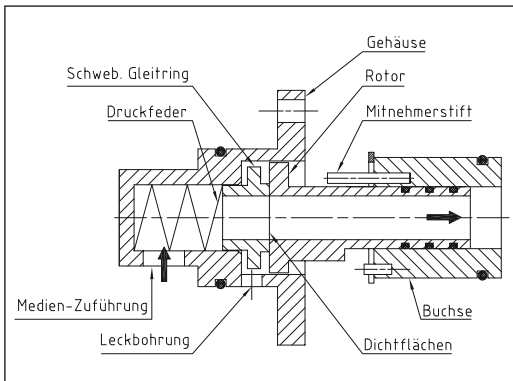 Gehäuse
Schweb. Gleitring
Rotor
Druckfeder
Mitnehmerstift
Medien-Zuführung
Buchse
Leckbohrung
Dichtflächen